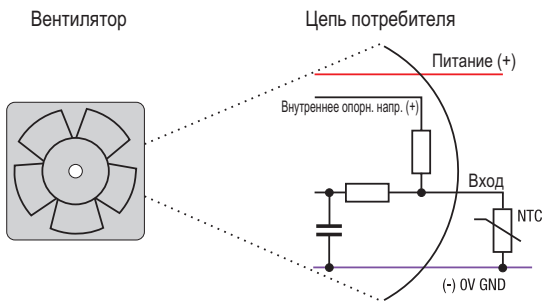 Вентилятор
Цепь потребителя
Питание (+)
Внутреннее опорн. напр. (+)
Вход
NTC
(-) 0V GND